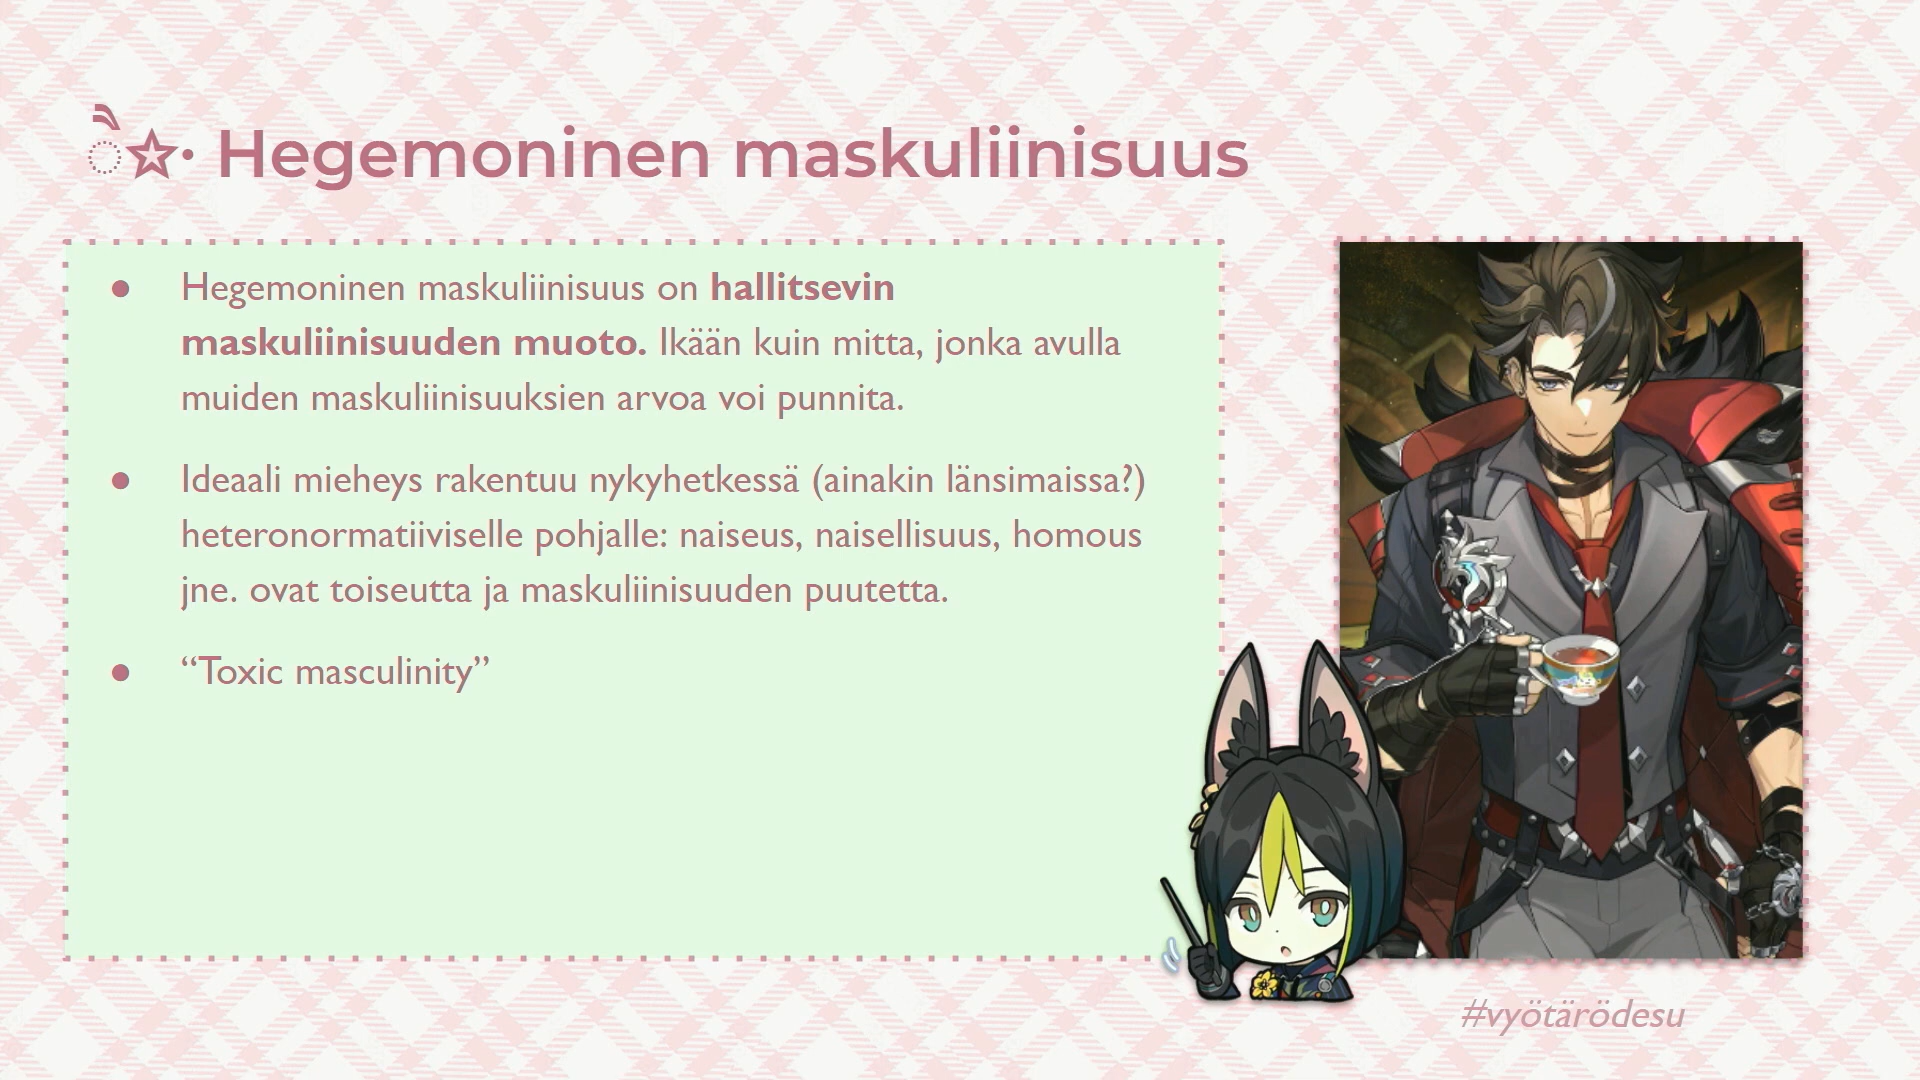 ☆· Hegemoninen maskuliinisuus
● Hegemoninen maskuliinisuus on hallitsevin
maskuliinisuuden muoto. Ikään kuin mitta, jonka avulla
muiden maskuliinisuuksien arvoa voi punnita.
● Ideaali mieheys rakentuu nykyhetkessä (ainakin länsimaissa?)
heteronormatiiviselle pohjalle: naiseus, naisellisuus, homous
jne. ovat toiseutta ja maskuliinisuuden puutetta.
● “Toxic masculinity”
#vyötärödesu